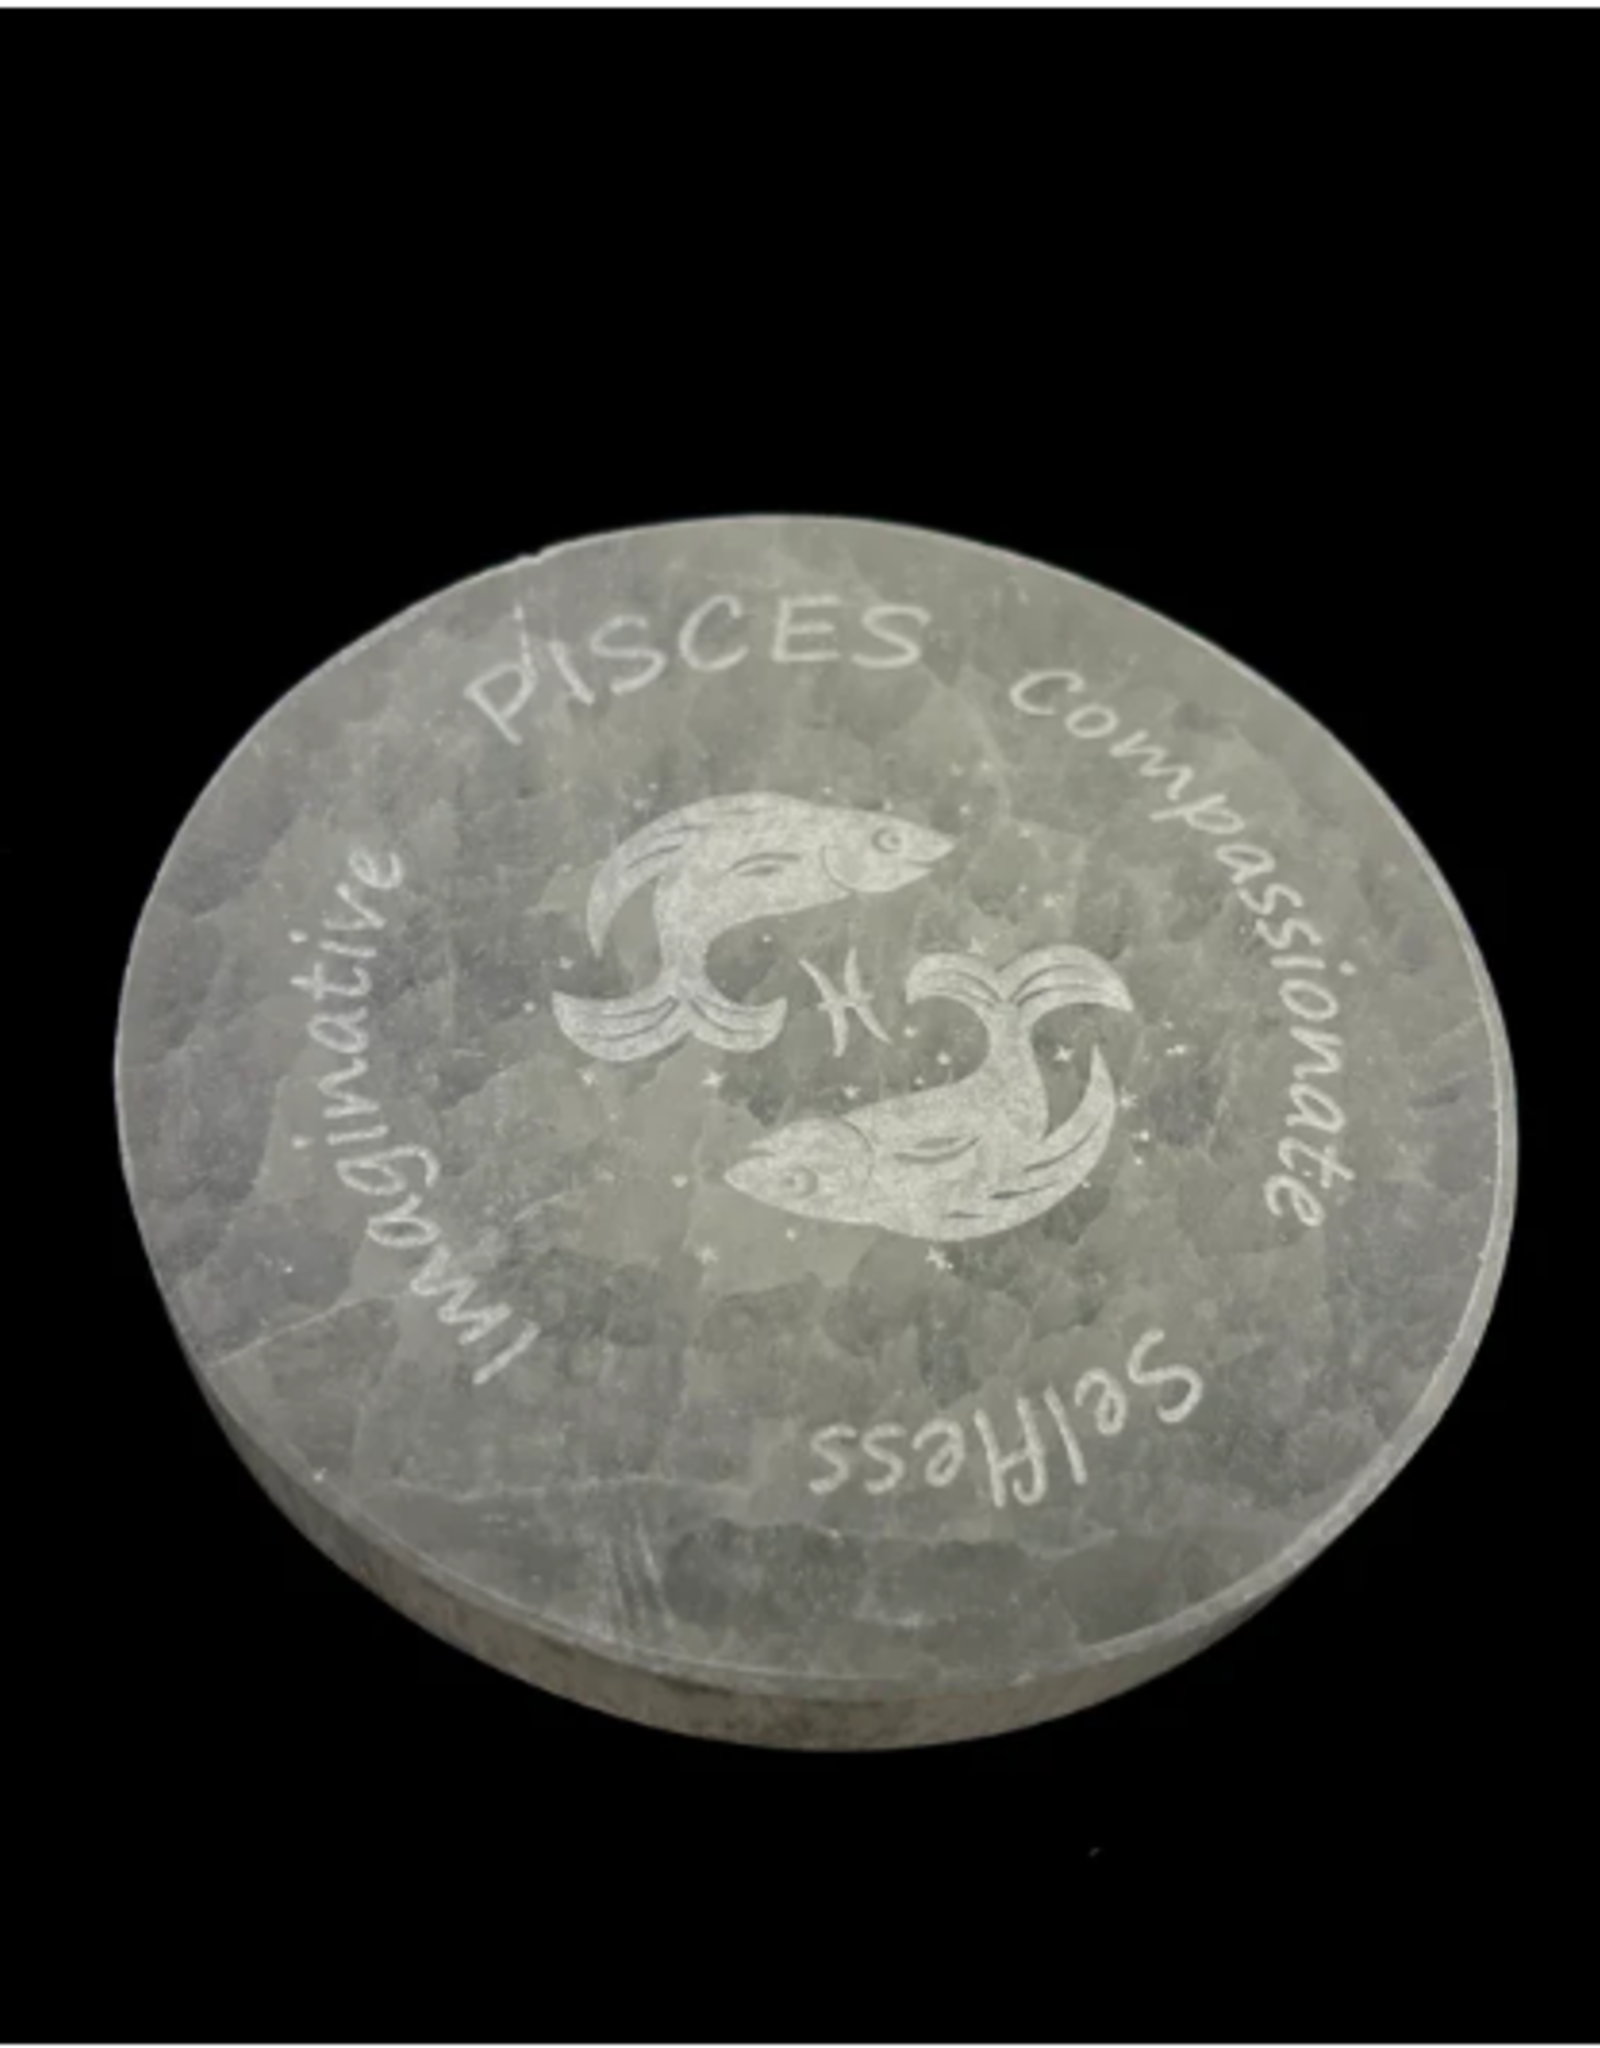 PISCES
Compassionate
Selfless
Imaginative